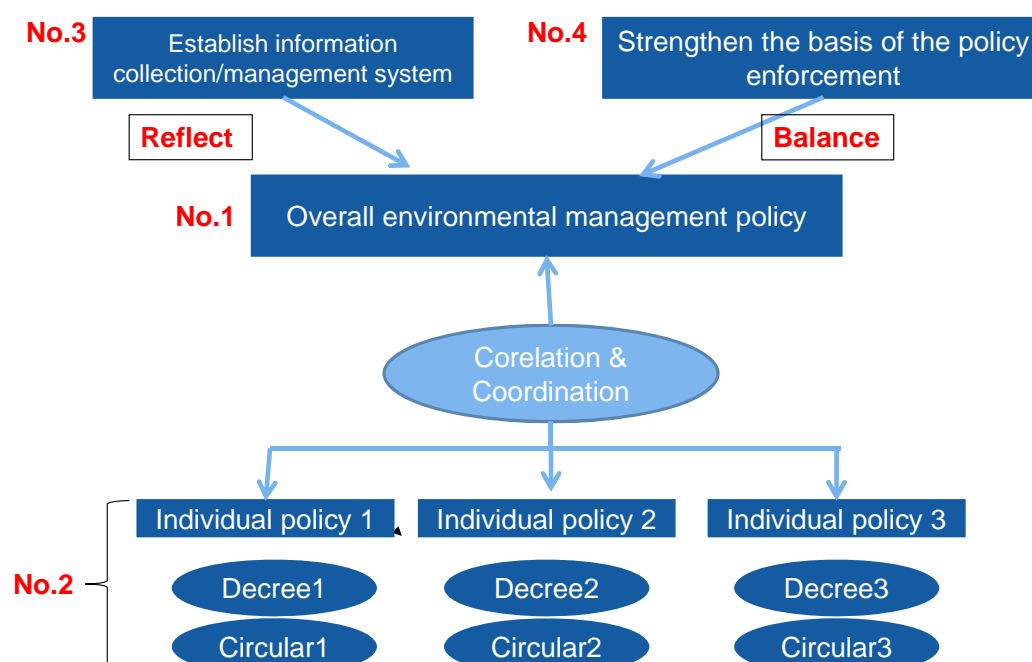 No.3
Establish information
collection/management system
No.4
Strengthen the basis of the policy
enforcement
Reflect
Balance
No.1
Overall environmental management policy
Corelation &
Coordination
Individual policy 1
Individual policy 2
Individual policy 3
No.2
Decree1
Decree2
Decree3
Circular1
Circular2
Circular3